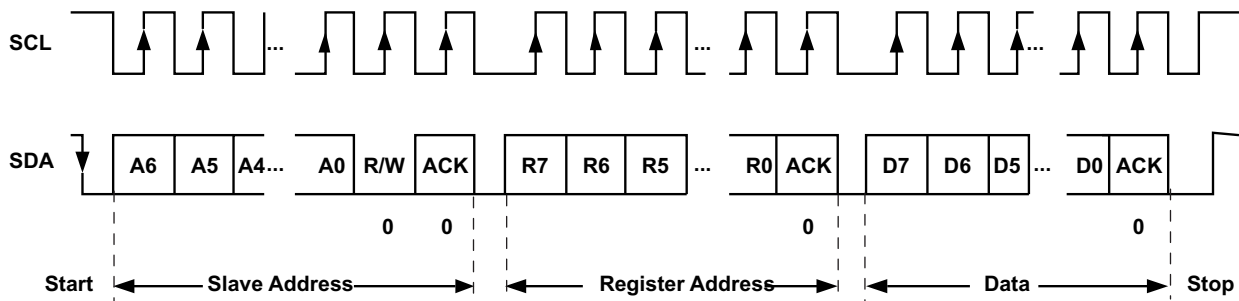 SCL ... ... ...
SDA A6 A5 A4... A0 R/W ACK R7 R6 R5 ... R0 ACK D7 D6 D5 ... D0 ACK
0 0 0 0
Start Slave Address Register Address Data Stop